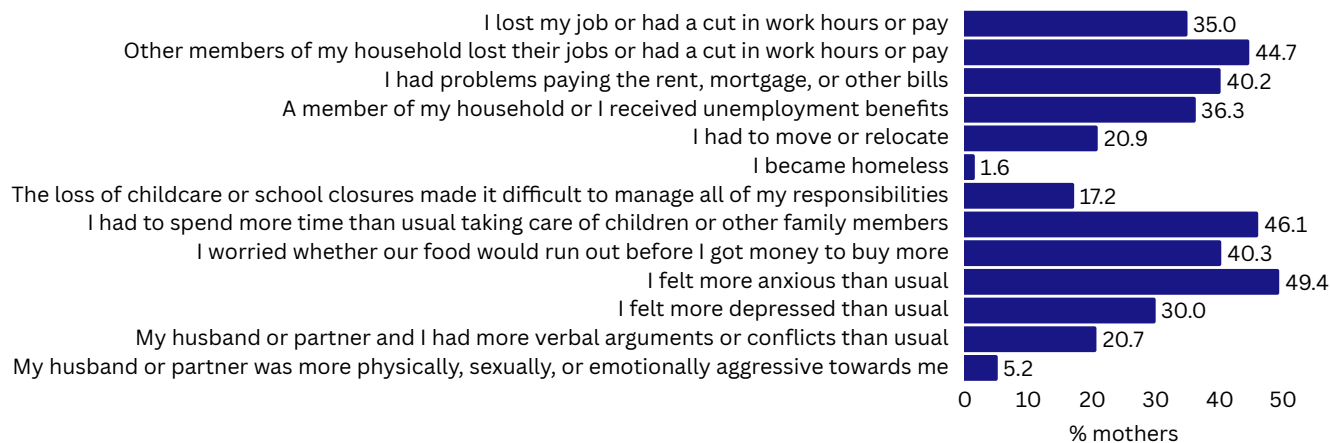 I lost my job or had a cut in work hours or pay 35.0
Other members of my household lost their jobs or had a cut in work hours or pay 44.7
I had problems paying the rent, mortgage, or other bills 40.2
A member of my household or I received unemployment benefits 36.3
I had to move or relocate 20.9
I became homeless 1.6
The loss of childcare or school closures made it difficult to manage all of my responsibilities 17.2
I had to spend more time than usual taking care of children or other family members 46.1
I worried whether our food would run out before I got money to buy more 40.3
I felt more anxious than usual 49.4
I felt more depressed than usual 30.0
My husband or partner and I had more verbal arguments or conflicts than usual 20.7
My husband or partner was more physically, sexually, or emotionally aggressive towards me 5.2
0 10 20 30 40 50
% mothers